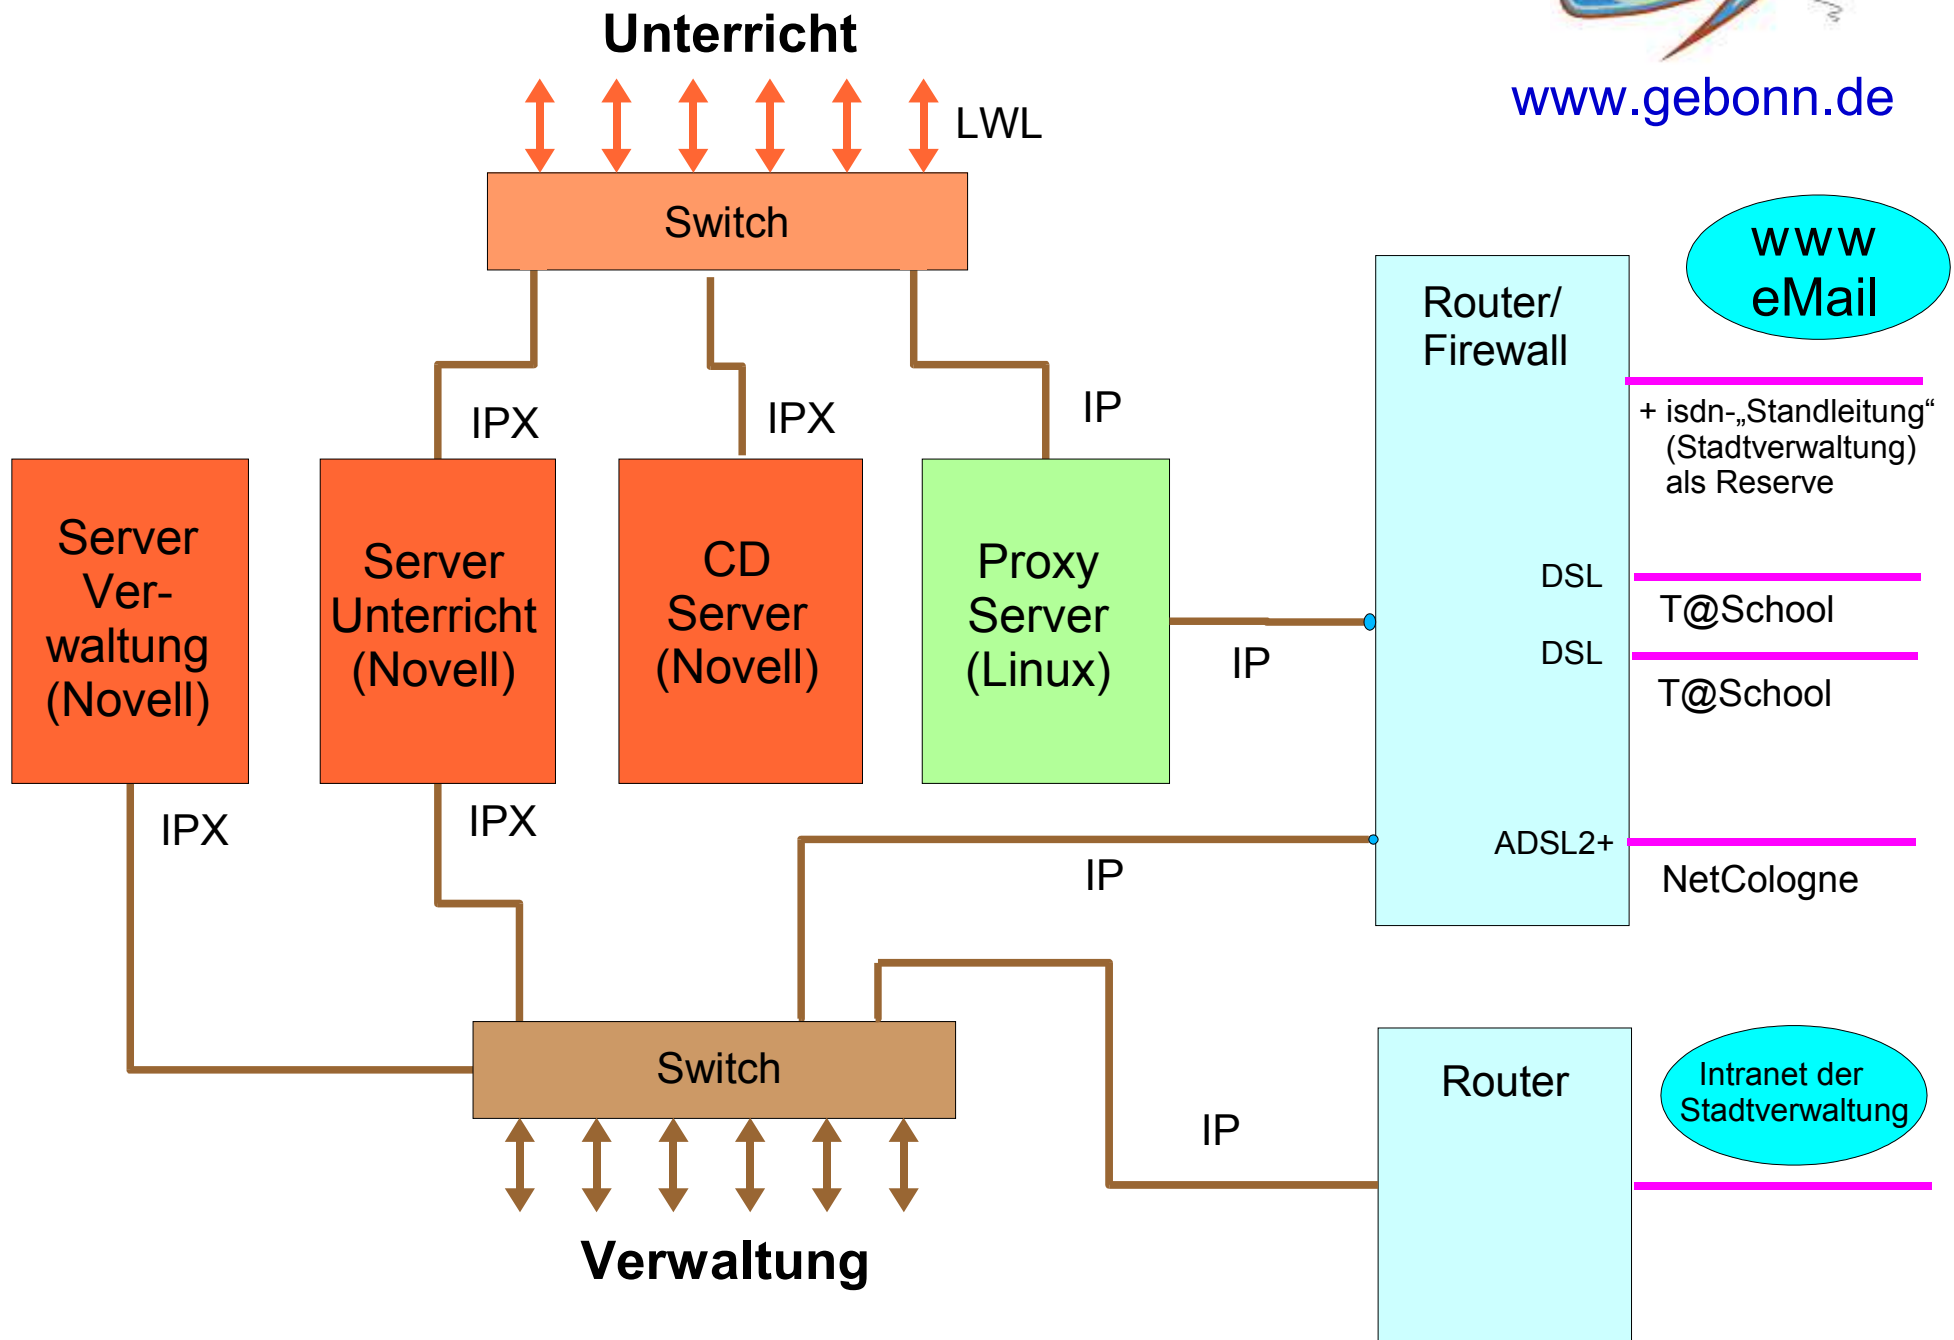 Unterricht
LWL
www.gebonn.de
Switch
www
eMail
Router/
Firewall
IPX
IPX
IP
+ isdn-„Standleitung“
(Stadtverwaltung)
als Reserve
Server
Ver-
waltung
(Novell)
Server
Unterricht
(Novell)
CD
Server
(Novell)
Proxy
Server
(Linux)
IP
DSL
T@School
DSL
T@School
IPX
IPX
IP
ADSL2+
NetCologne
Switch
Router
Intranet der
Stadtverwaltung
IP
Verwaltung